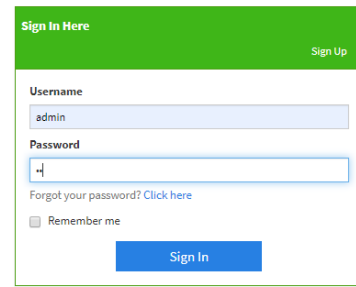 Sign In Here
Sign Up
Username
admin
Password
••
Forgot your password? Click here
Remember me
Sign In